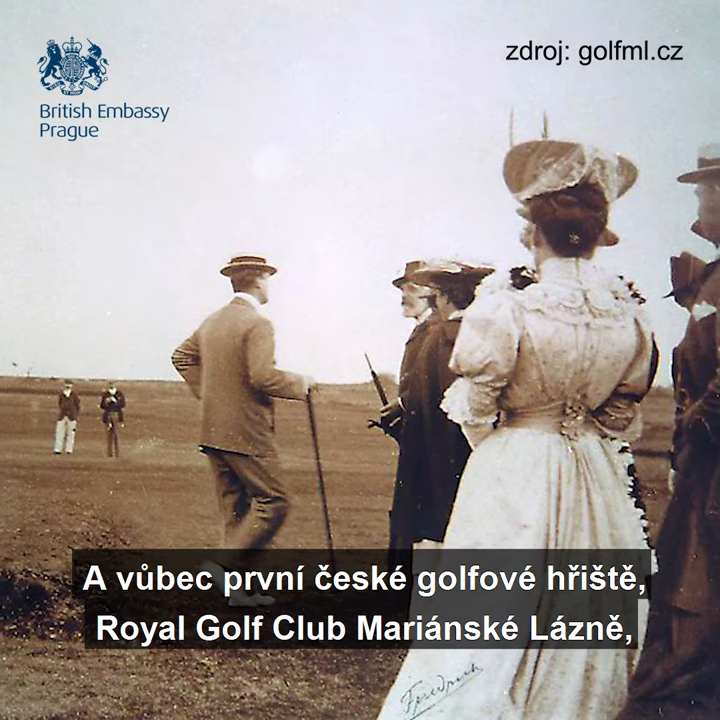 British Embassy
Prague
zdroj: golfml.cz
A vůbec první české golfové hřiště,
Royal Golf Club Mariánské Lázně,